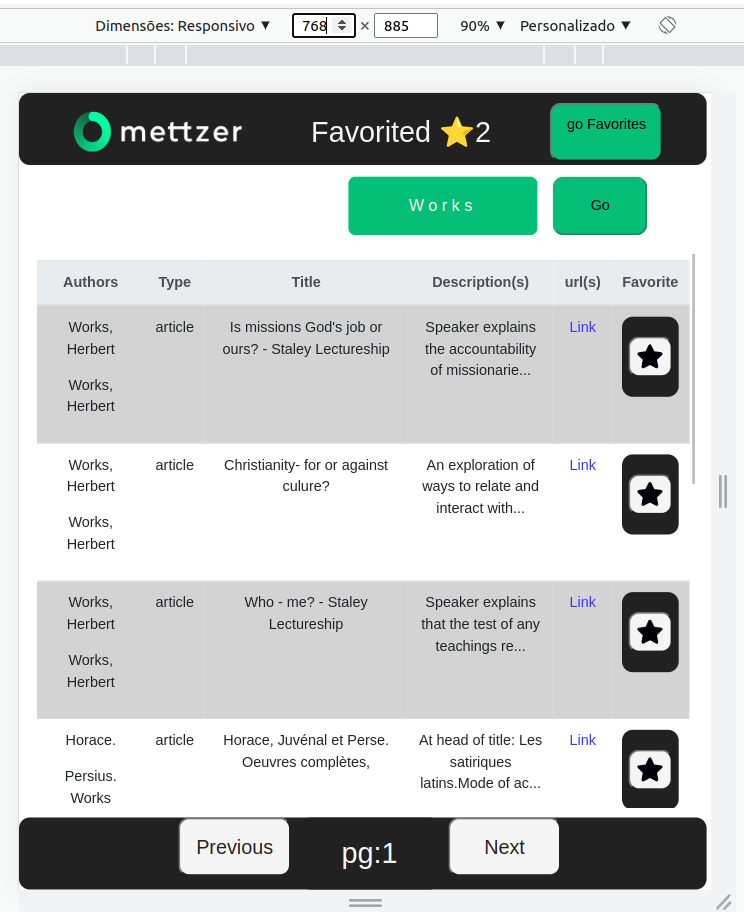 Dimensões: Responsivo ▼ 768 × 885 90% ▼ Personalizado ▼
mettzer Favorited ⭐2 go Favorites
Works Go
Authors Type Title Description(s) url(s) Favorite
Works, article Is missions God's job or Speaker explains Link
Herbert ours? - Staley Lectureship the accountability
of missionarie...
Works,
Herbert
Works, article Christianity- for or against An exploration of Link
Herbert culure? ways to relate and
interact with...
Works,
Herbert
Works, article Who - me? - Staley Speaker explains Link
Herbert Lectureship that the test of any
teachings re...
Works,
Herbert
Horace. article Horace, Juvénal et Perse. At head of title: Les Link
Oeuvres complètes, satiriques
Persius. latins.Mode of ac...
Works
Previous pg:1 Next